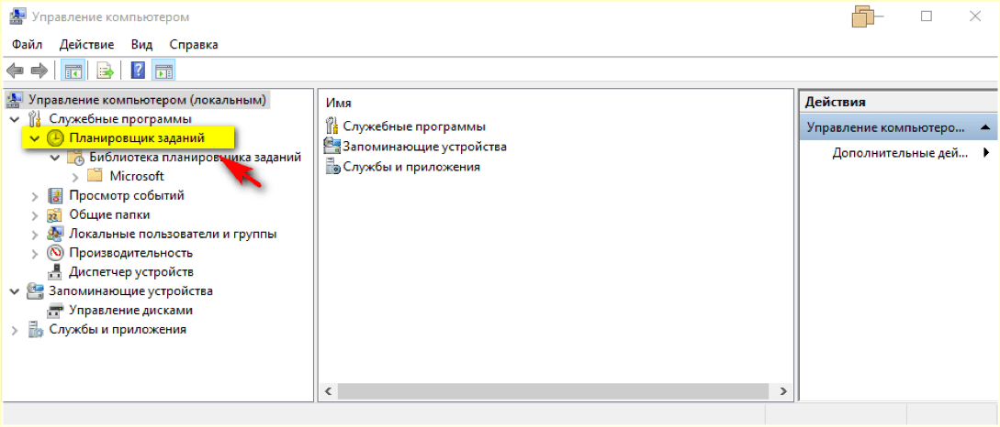 Управление компьютером
Файл Действие Вид Справка
Управление компьютером (локальным)
Служебные программы
Планировщик заданий
Библиотека планировщика заданий
Microsoft
Просмотр событий
Общие папки
Локальные пользователи и группы
Производительность
Диспетчер устройств
Запоминающие устройства
Управление дисками
Службы и приложения
Имя
Служебные программы
Запоминающие устройства
Службы и приложения
Действия
Управление компьютеро...
Дополнительные дей...